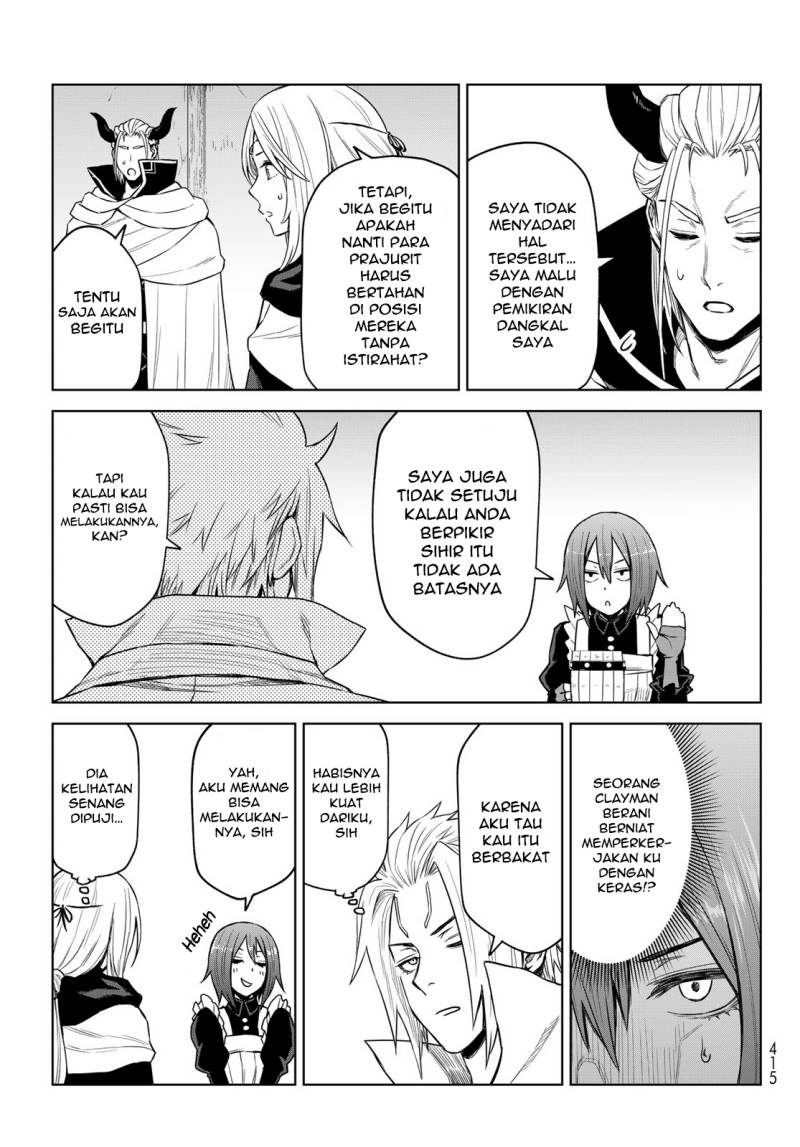 SAYA TIDAK
MENYADARI
HAL
TERSEBUT...
SAYA MALU
DENGAN
PEMIKIRAN
DANGKAL
SAYA
TETAPI,
JIKA BEGITU
APAKAH
NANTI PARA
PRAJURIT
HARUS
BERTAHAN
DI POSISI
MEREKA
TANPA
ISTIRAHAT?
TENTU
SAJA AKAN
BEGITU
SAYA JUGA
TIDAK SETUJU
KALAU ANDA
BERPIKIR
SIHIR ITU
TIDAK ADA
BATASNYA
TAPI
KALAU KAU
PASTI BISA
MELAKUKANNYA,
KAN?
SEORANG
CLAYMAN
BERANI
BERNIAT
MEMPERKER-
JAKAN KU
DENGAN
KERAS!?
KARENA
AKU TAU
KAU ITU
BERBAKAT
HABISNYA
KAU LEBIH
KUAT
DARIKU,
SIH
YAH,
AKU MEMANG
BISA
MELAKUKAN-
NYA, SIH
Heheh
DIA
KELIHATAN
SENANG
DIPUJI...
415